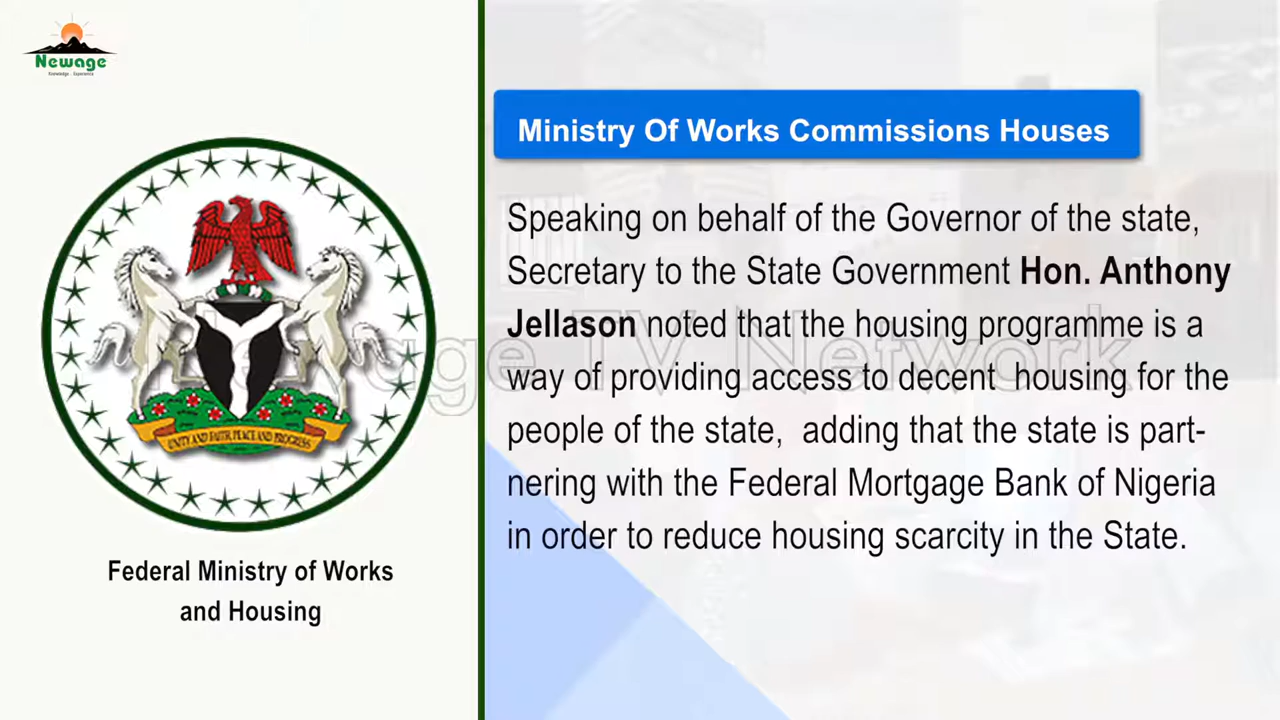 Newage
Knowledge . Experience
Ministry Of Works Commissions Houses
Speaking on behalf of the Governor of the state,
Secretary to the State Government Hon. Anthony
Jellason noted that the housing programme is a
way of providing access to decent housing for the
people of the state, adding that the state is part-
nering with the Federal Mortgage Bank of Nigeria
in order to reduce housing scarcity in the State.
Newage TV Network
UNITY AND FAITH, PEACE AND PROGRESS
Federal Ministry of Works
and Housing